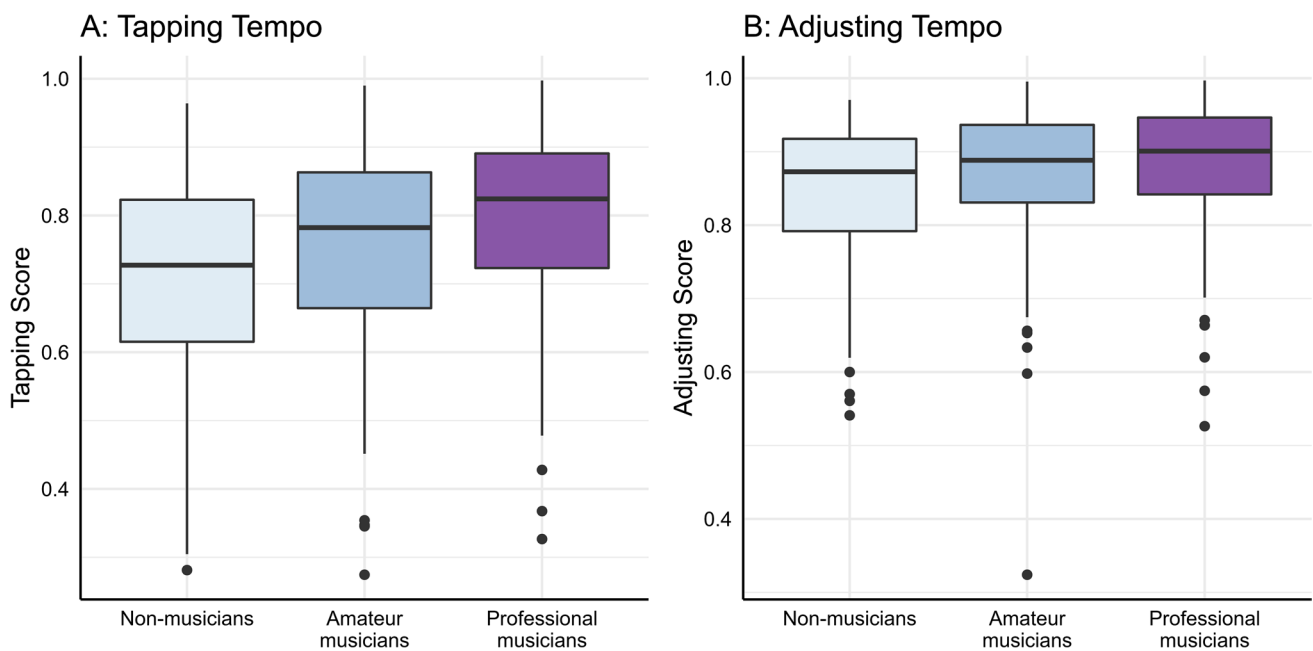 A: Tapping Tempo
Tapping Score
1.0
0.8
0.6
0.4
Non-musicians
Amateur
musicians
Professional
musicians
B: Adjusting Tempo
Adjusting Score
1.0
0.8
0.6
0.4
Non-musicians
Amateur
musicians
Professional
musicians